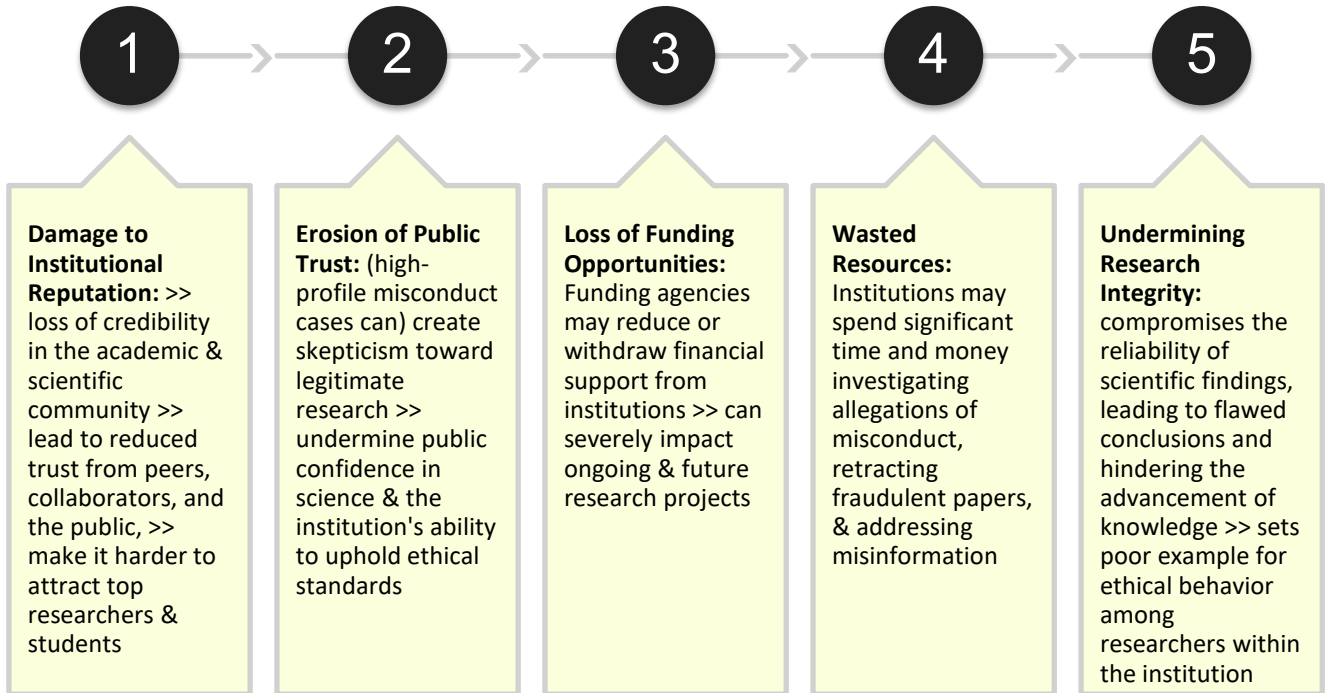 1
2
3
4
5
Damage to
Institutional
Reputation: >>
loss of credibility
in the academic &
scientific
community >>
lead to reduced
trust from peers,
collaborators, and
the public, >>
make it harder to
attract top
researchers &
students
Erosion of Public
Trust: (high-
profile misconduct
cases can) create
skepticism toward
legitimate
research >>
undermine public
confidence in
science & the
institution's ability
to uphold ethical
standards
Loss of Funding
Opportunities:
Funding agencies
may reduce or
withdraw financial
support from
institutions >> can
severely impact
ongoing & future
research projects
Wasted
Resources:
Institutions may
spend significant
time and money
investigating
allegations of
misconduct,
retracting
fraudulent papers,
& addressing
misinformation
Undermining
Research
Integrity:
compromises the
reliability of
scientific findings,
leading to flawed
conclusions and
hindering the
advancement of
knowledge >> sets
poor example for
ethical behavior
among
researchers within
the institution